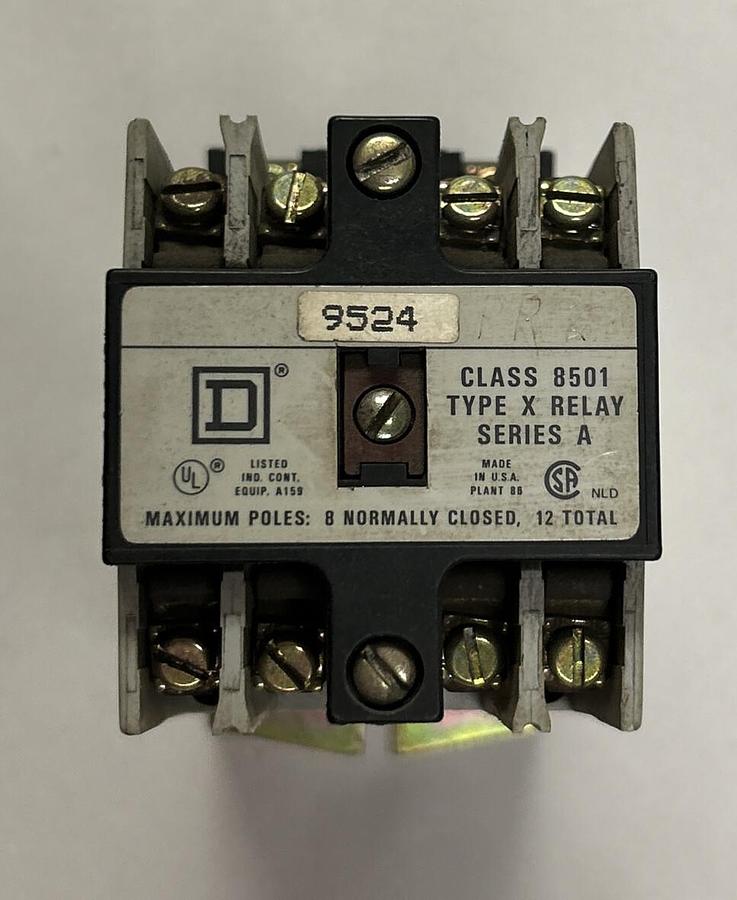 9524
D®
CLASS 8501
TYPE X RELAY
SERIES A
UL®
LISTED
IND. CONT.
EQUIP. A159
MADE
IN U.S.A.
PLANT 86
SA
NLD
MAXIMUM POLES: 8 NORMALLY CLOSED, 12 TOTAL